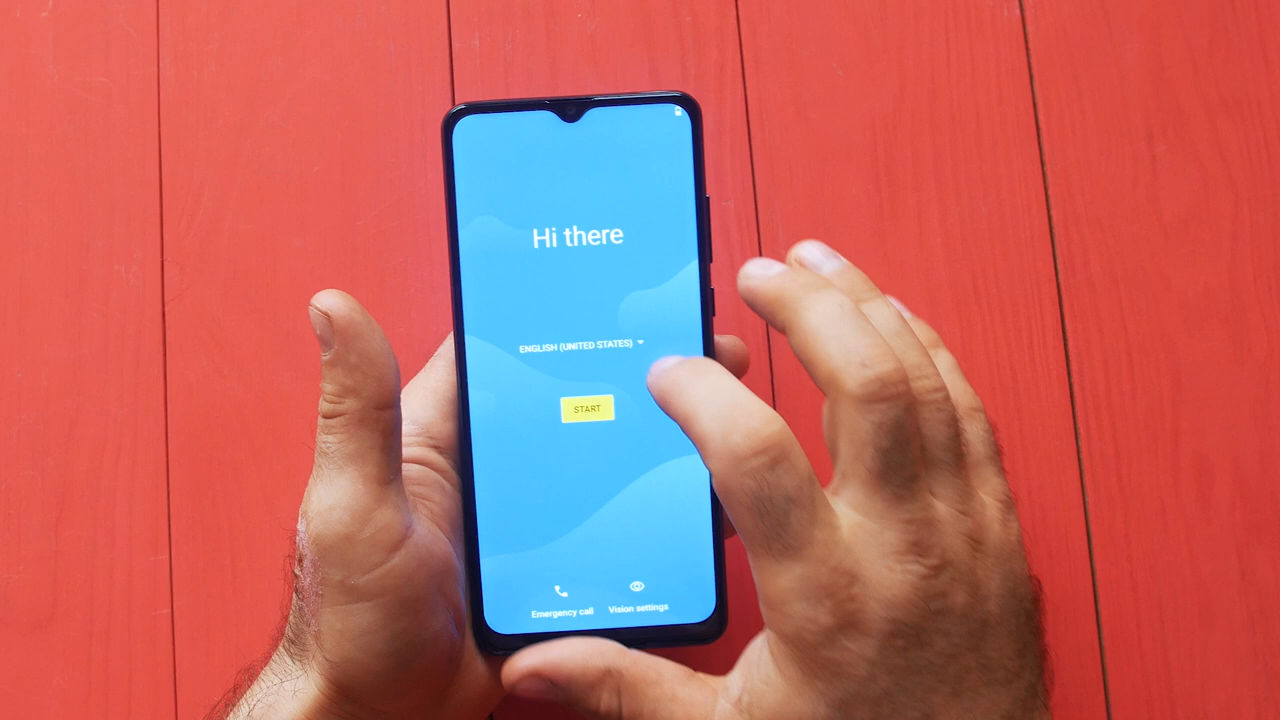 Hi there
ENGLISH (UNITED STATES)
START
Emergency call
Vision settings